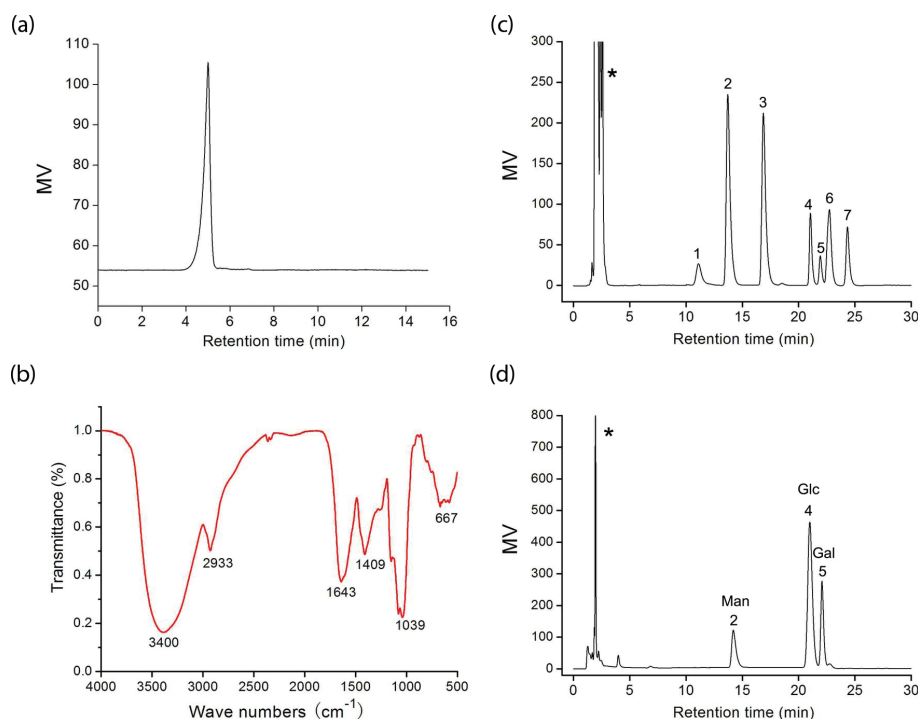 (a)
110
100
90
80
70
60
50
MV
0 2 4 6 8 10 12 14 16
Retention time (min)
(b)
1.0
0.8
0.6
0.4
0.2
0.0
Transmittance (%)
3400
2933
1643
1409
1039
667
4000 3500 3000 2500 2000 1500 1000 500
Wave numbers (cm⁻¹)
(c)
300
250
200
150
100
50
0
MV
*
1
2
3
4
5
6
7
0 5 10 15 20 25 30
Retention time (min)
(d)
800
700
600
500
400
300
200
100
0
MV
*
Man
2
Glc
4
Gal
5
0 5 10 15 20 25 30
Retention time (min)